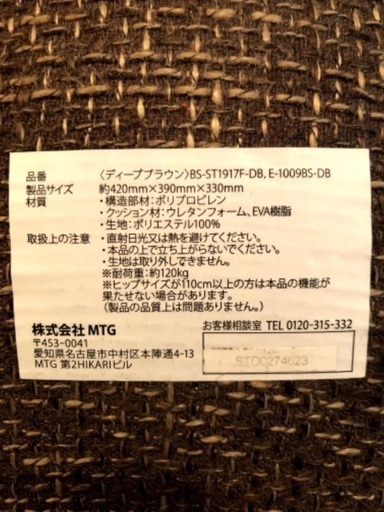 品番 〈ディープブラウン〉BS-ST1917F-DB, E-1009BS-DB
製品サイズ 約420mm×390mm×330mm
材質 ・構造部材：ポリプロピレン
・クッション材：ウレタンフォーム、EVA樹脂
・生地：ポリエステル100%
取扱上の注意 ・直射日光又は熱を避けてください。
・本品の上で立ち上がらないでください。
・生地は取り外しできません。
※耐荷重：約120kg
※ヒップサイズが110cm以上の方は本品の機能が
果たせない場合がございます。
（製品の品質上は問題ありません。）
株式会社 MTG
〒453-0041
愛知県名古屋市中村区本陣通4-13
MTG 第2HIKARIビル
お客様相談室 TEL 0120-315-332
STD0274623